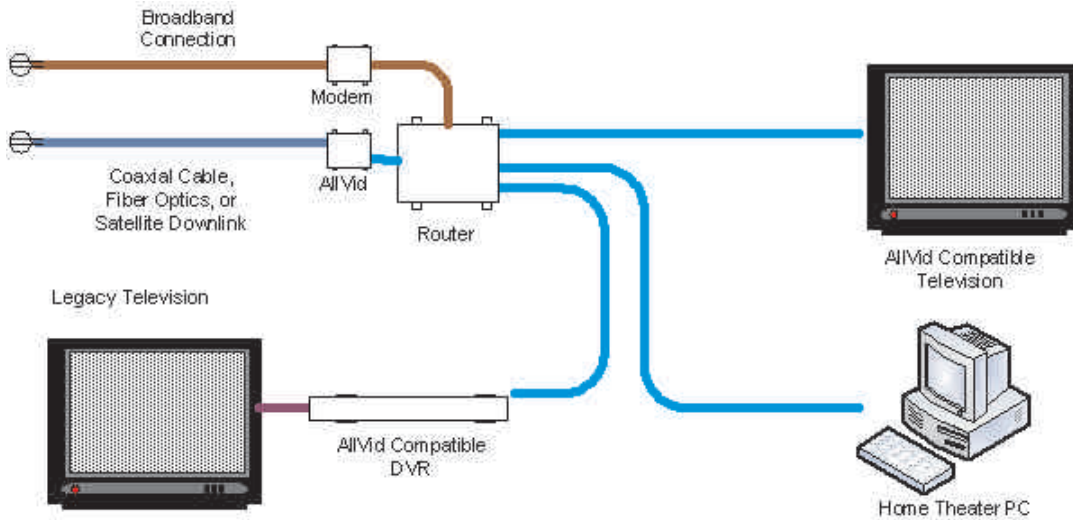 Broadband
Connection
Modem
Coaxial Cable,
Fiber Optics, or
Satellite Downlink
AllVid
Router
AllVid Compatible
Television
Legacy Television
AllVid Compatible
DVR
Home Theater PC